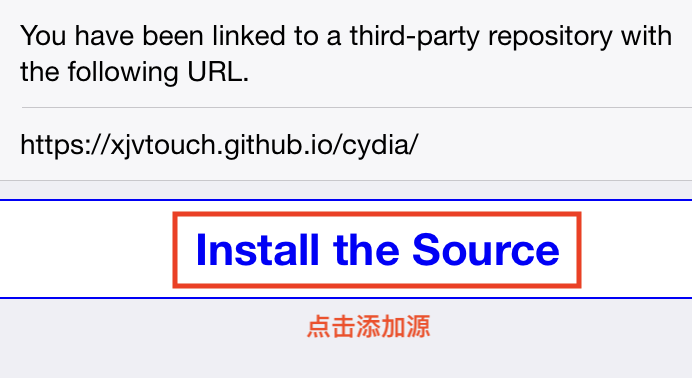 You have been linked to a third-party repository with
the following URL.
https://xjvtouch.github.io/cydia/
Install the Source
点击添加源